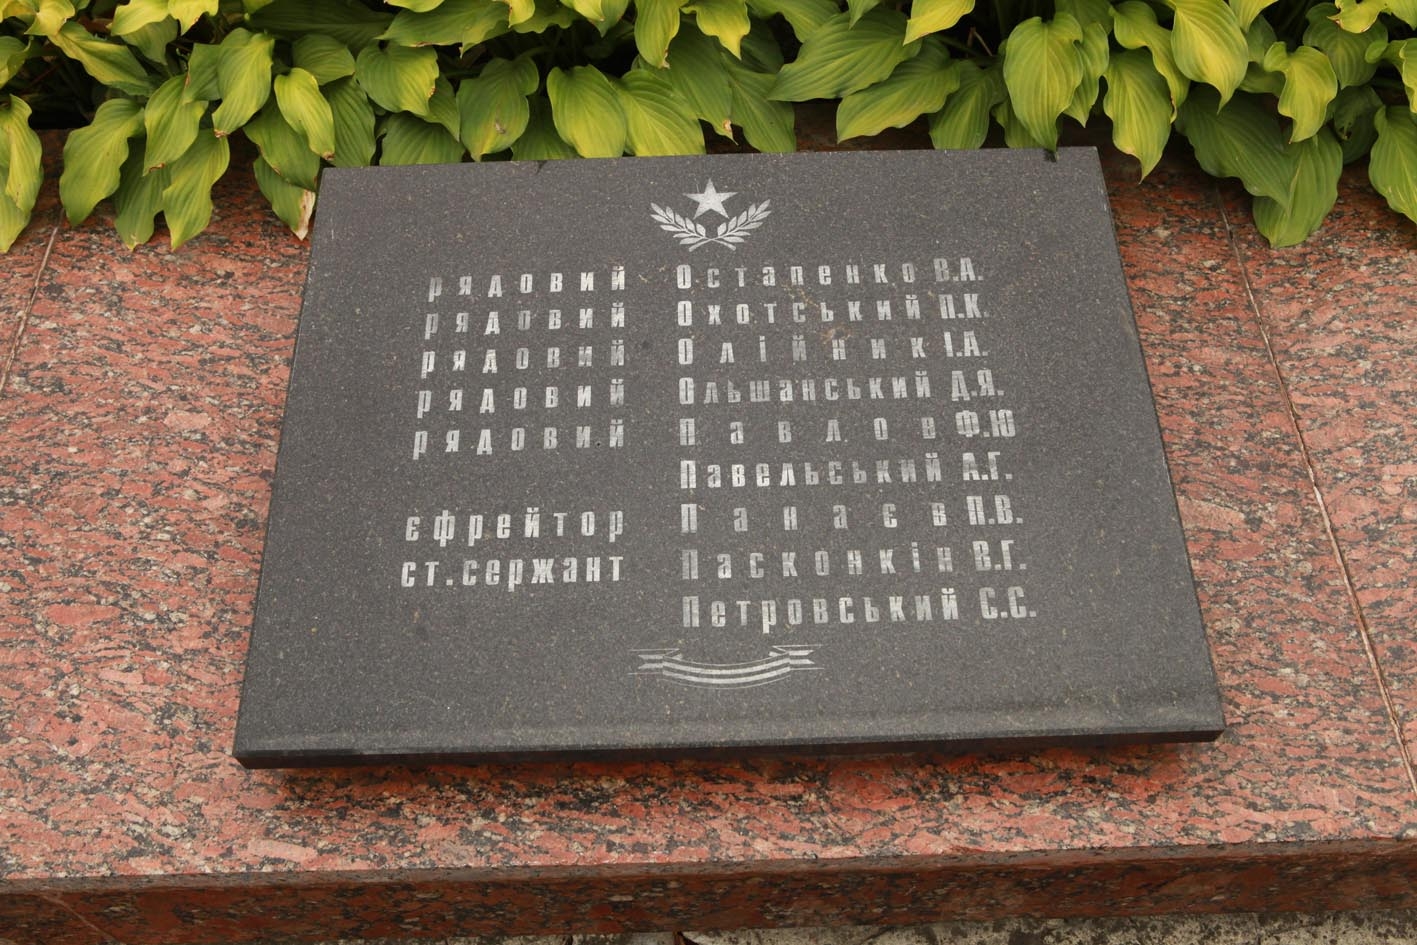 рядовий Остапенко В.А.
рядовий Охотський П.К.
рядовий Олійник І.А.
рядовий Ольшанський Д.Я.
рядовий Павлов Ф.Ю
Павельський А.Г.
єфрейтор Панаєв П.В.
ст.сержант Пасконкін В.Г.
Петровський С.С.